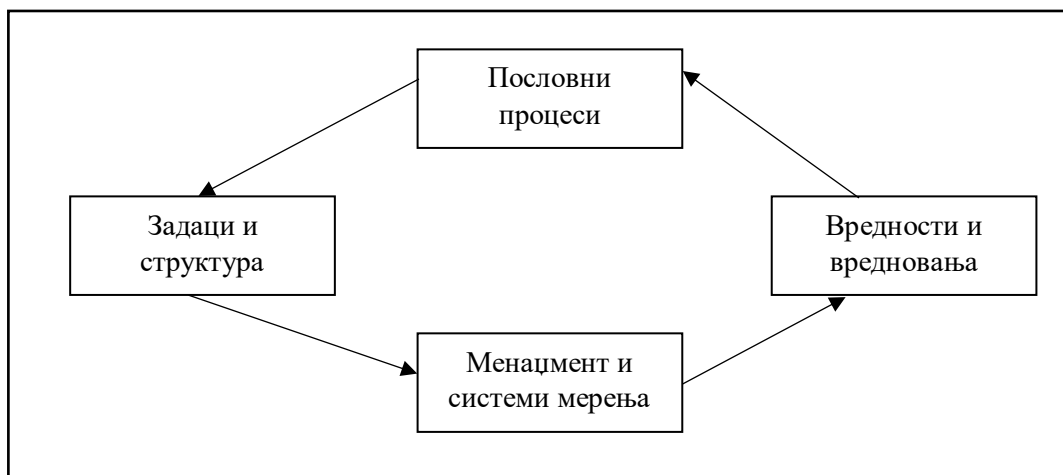 Пословни
процеси
Задаци и
структура
Вредности и
вредновања
Менаџмент и
системи мерења